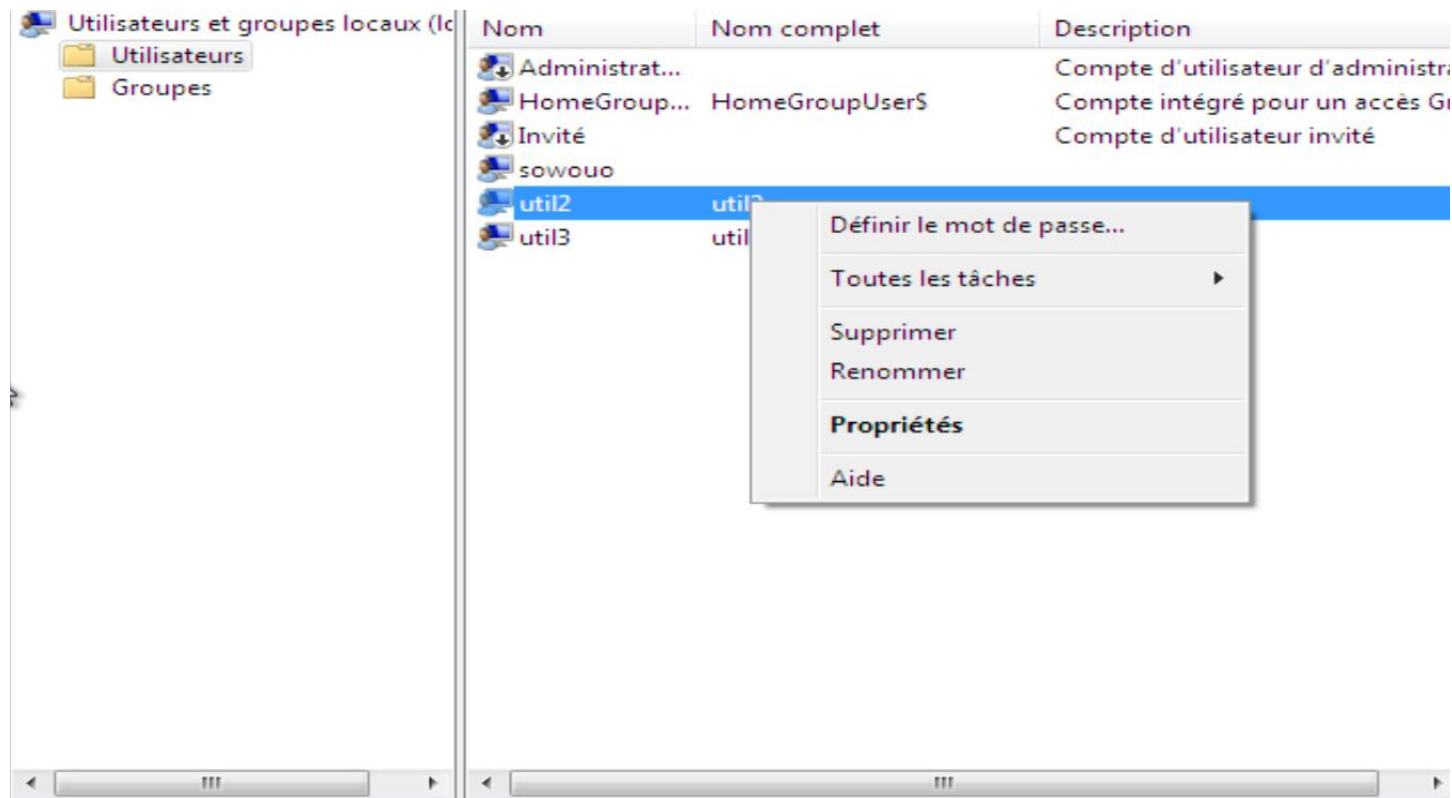 Utilisateurs et groupes locaux (lo
Utilisateurs
Groupes
Nom Nom complet Description
Administrat... Compte d'utilisateur d'administra
HomeGroup... HomeGroupUser$ Compte intégré pour un accès Gr
Invité Compte d'utilisateur invité
sowouo
util2 util2
util3 util
Définir le mot de passe...
Toutes les tâches
Supprimer
Renommer
Propriétés
Aide